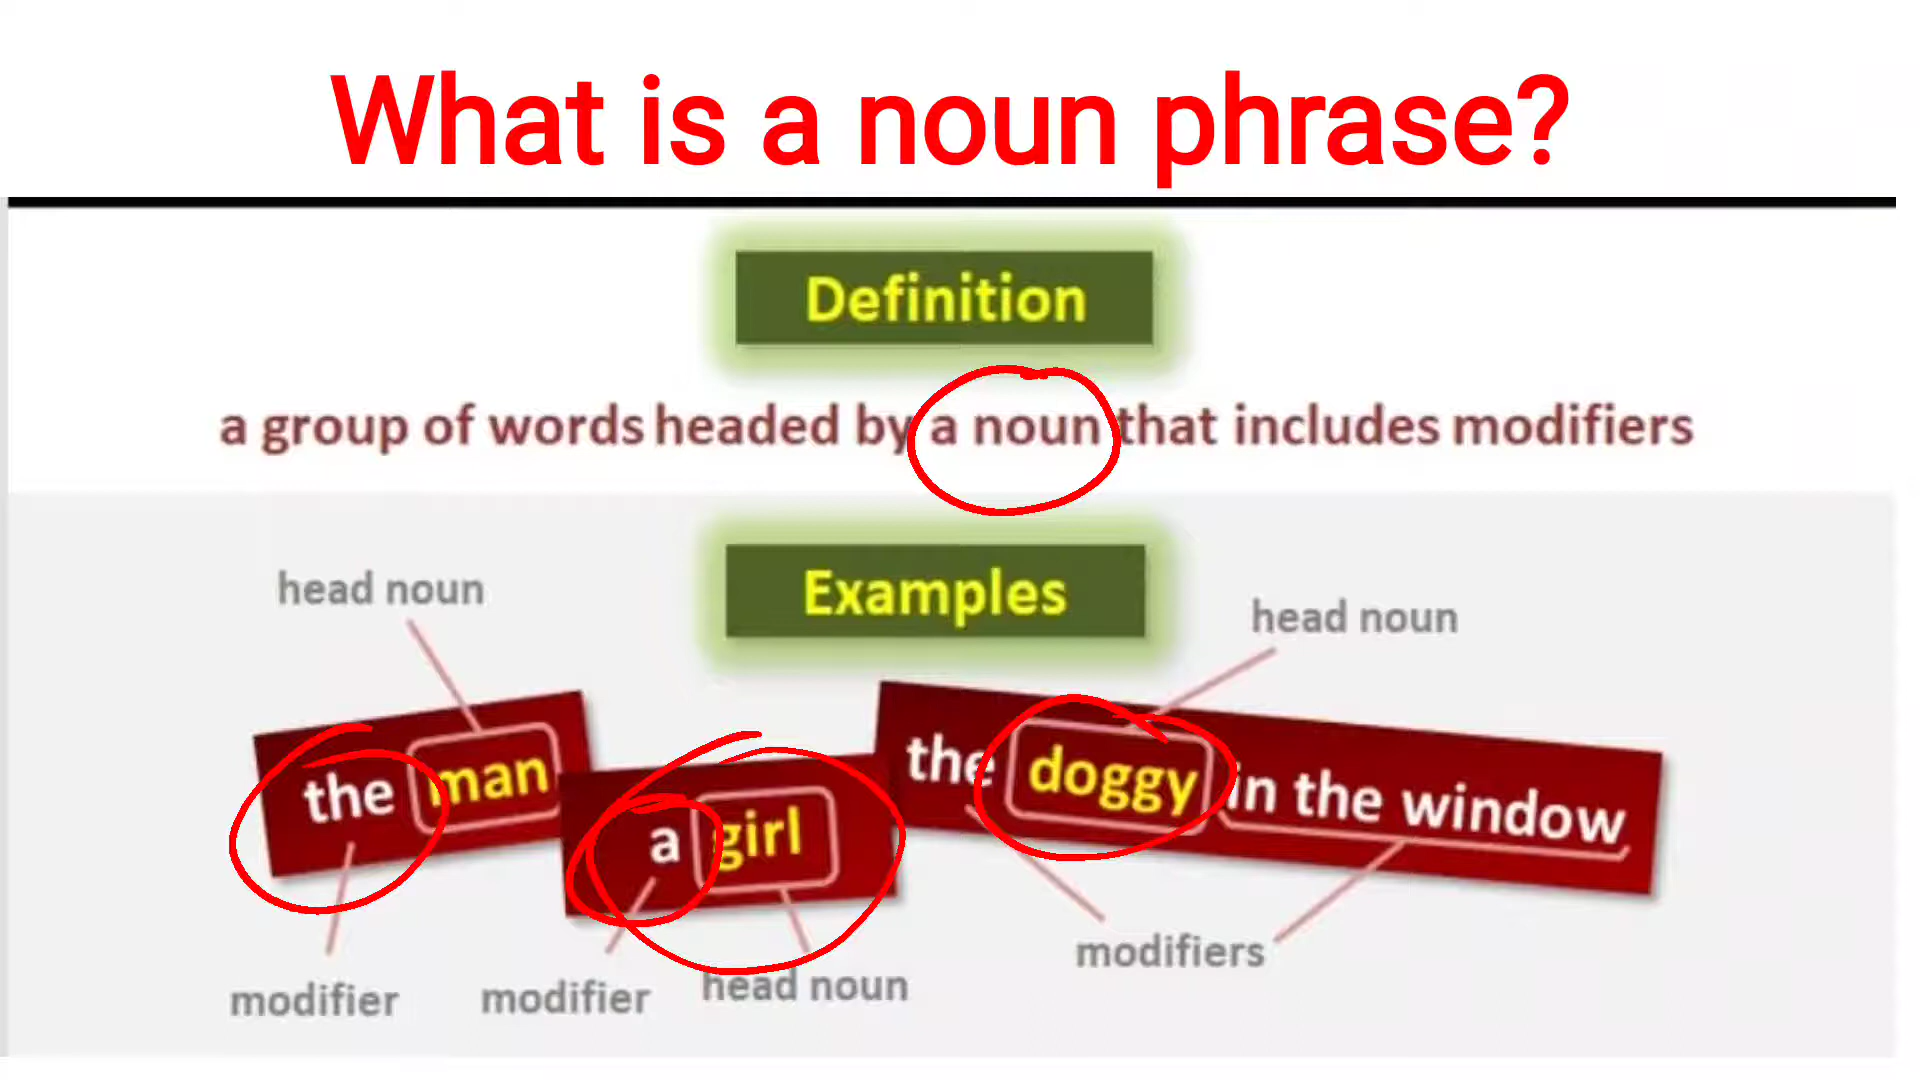 What is a noun phrase?
Definition
a group of words headed by a noun that includes modifiers
Examples
head noun
head noun
the man
a girl
the doggy in the window
modifier
modifier
head noun
modifiers